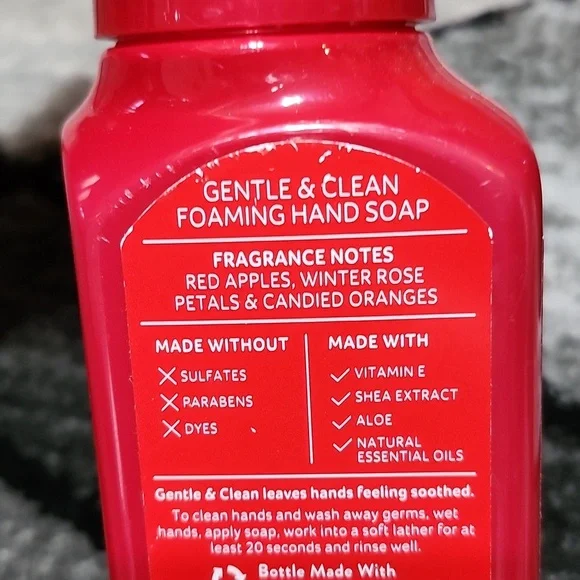 GENTLE & CLEAN
FOAMING HAND SOAP
FRAGRANCE NOTES
RED APPLES, WINTER ROSE
PETALS & CANDIED ORANGES
MADE WITHOUT
SULFATES
PARABENS
DYES
MADE WITH
VITAMIN E
SHEA EXTRACT
ALOE
NATURAL
ESSENTIAL OILS
Gentle & Clean leaves hands feeling soothed.
To clean hands and wash away germs, wet
hands, apply soap, work into a soft lather for at
least 20 seconds and rinse well.
Bottle Made With